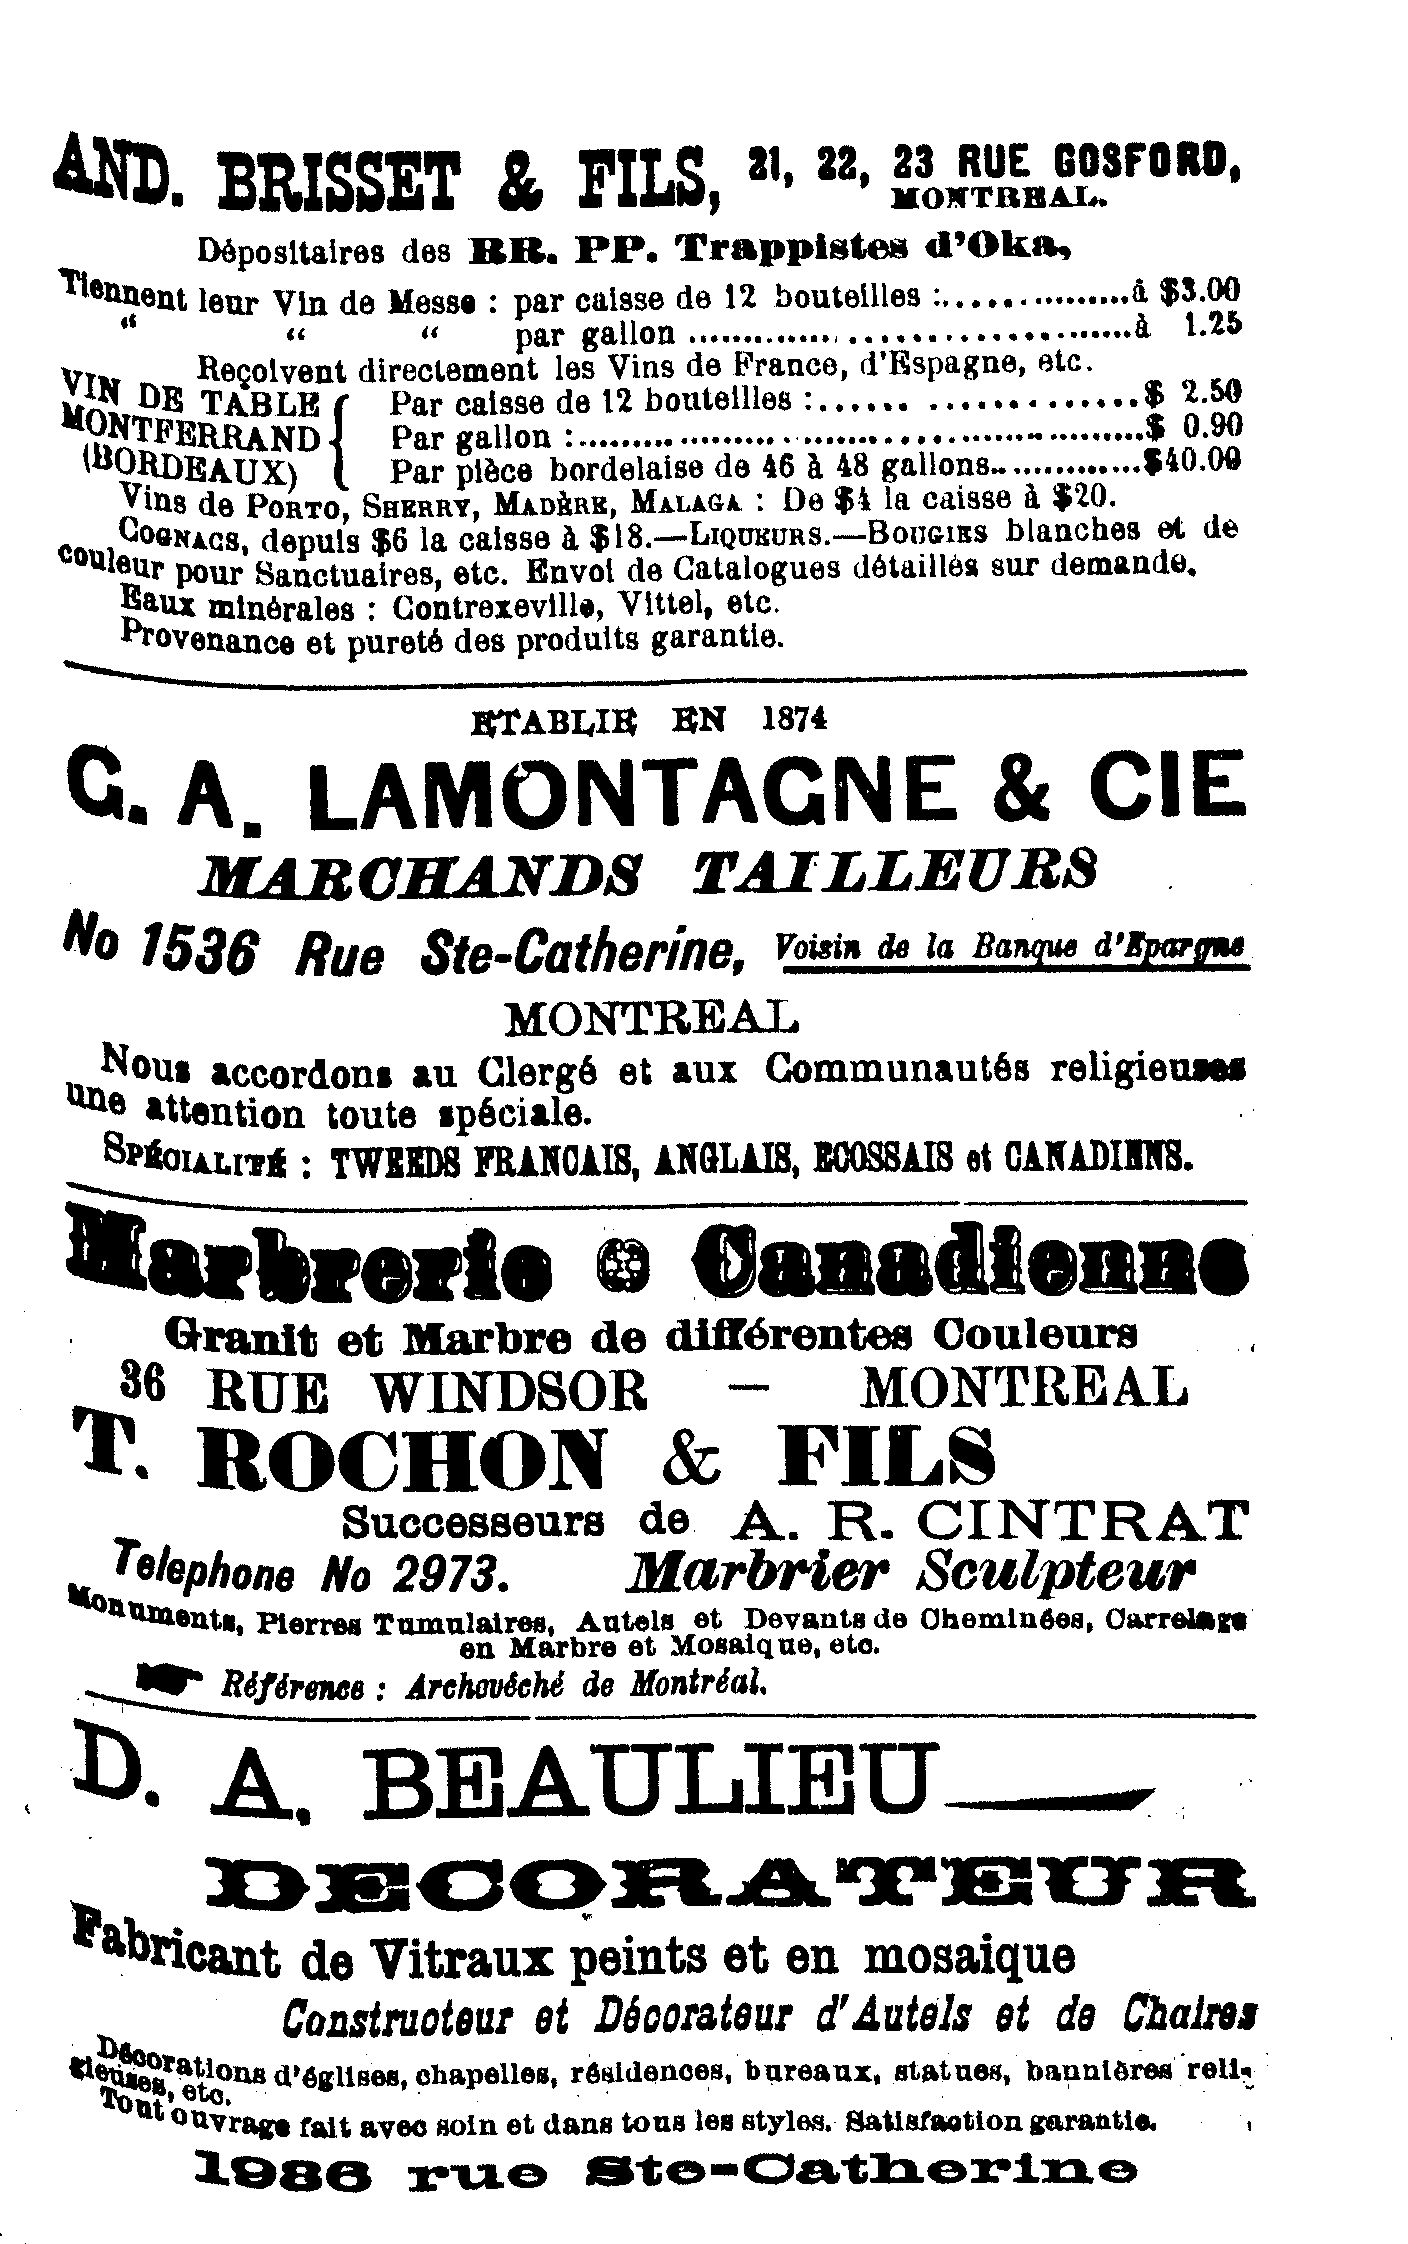 AND. BRISSET & FILS, 21, 22, 23 RUE GOSFORD,
MONTREAL.
Dépositaires des RR. PP. Trappistes d'Oka,
Tiennent leur Vin de Messe : par caisse de 12 bouteilles :..................à $3.00
“ “ “ par gallon ....................................à 1.25
Reçoivent directement les Vins de France, d'Espagne, etc.
VIN DE TABLE { Par caisse de 12 bouteilles :.....................$ 2.50
MONTFERRAND { Par gallon :..........................................$ 0.90
(BORDEAUX) { Par pièce bordelaise de 46 à 48 gallons...............$40.00
Vins de PORTO, SHERRY, MADÈRE, MALAGA : De $4 la caisse à $20.
COGNACS, depuis $6 la caisse à $18.—LIQUEURS.—BOUGIES blanches et de
couleur pour Sanctuaires, etc. Envoi de Catalogues détaillés sur demande.
Eaux minérales : Contrexeville, Vittel, etc.
Provenance et pureté des produits garantie.
ETABLIE EN 1874
G. A. LAMONTAGNE & CIE
MARCHANDS TAILLEURS
No 1536 Rue Ste-Catherine, Voisin de la Banque d'Epargne
MONTREAL
Nous accordons au Clergé et aux Communautés religieuses
une attention toute spéciale.
SPÉCIALITÉ : TWEEDS FRANCAIS, ANGLAIS, ECOSSAIS et CANADIENS.
Marbrerie Canadienne
Granit et Marbre de différentes Couleurs
36 RUE WINDSOR — MONTREAL
T. ROCHON & FILS
Successeurs de A. R. CINTRAT
Telephone No 2973. Marbrier Sculpteur
Monuments, Pierres Tumulaires, Autels et Devants de Cheminées, Carrelage
en Marbre et Mosaique, etc.
☛ Référence : Archevéché de Montréal.
D. A. BEAULIEU
DECORATEUR
Fabricant de Vitraux peints et en mosaique
Constructeur et Décorateur d'Autels et de Chaires
Décorations d'églises, chapelles, résidences, bureaux, statues, bannières reli-
gieuses, etc.
Tout ouvrage fait avec soin et dans tous les styles. Satisfaction garantie.
1986 rue Ste-Catherine